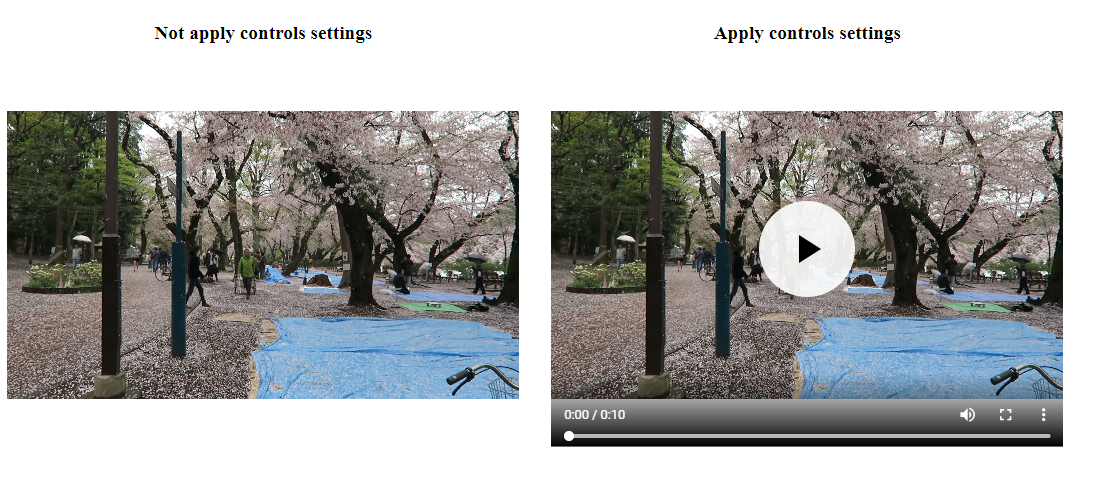 Not apply controls settings
Apply controls settings
0:00 / 0:10